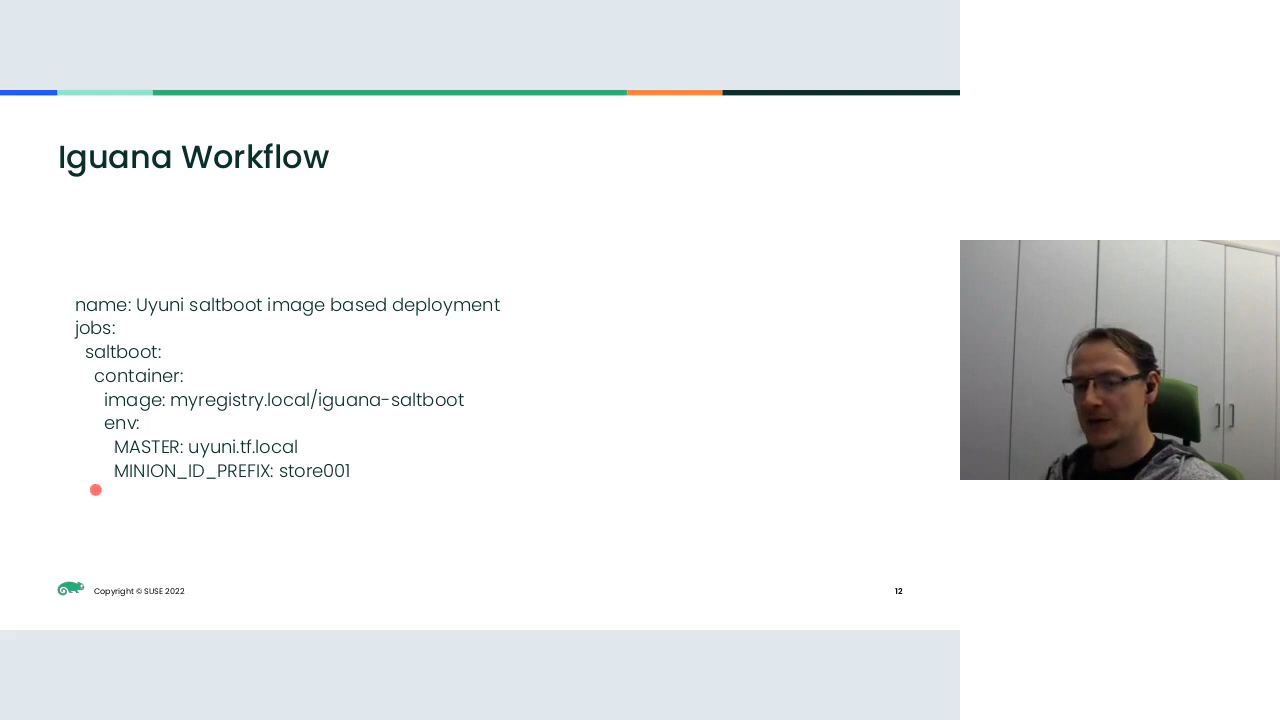 Iguana Workflow
name: Uyuni saltboot image based deployment
jobs:
saltboot:
container:
image: myregistry.local/iguana-saltboot
env:
MASTER: uyuni.tf.local
MINION_ID_PREFIX: store001
Copyright © SUSE 2022
12